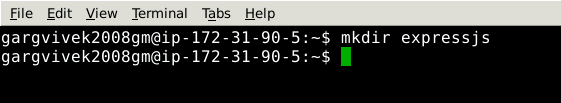 File Edit View Terminal Tabs Help
gargvivek2008gm@ip-172-31-90-5:~$ mkdir expressjs
gargvivek2008gm@ip-172-31-90-5:~$